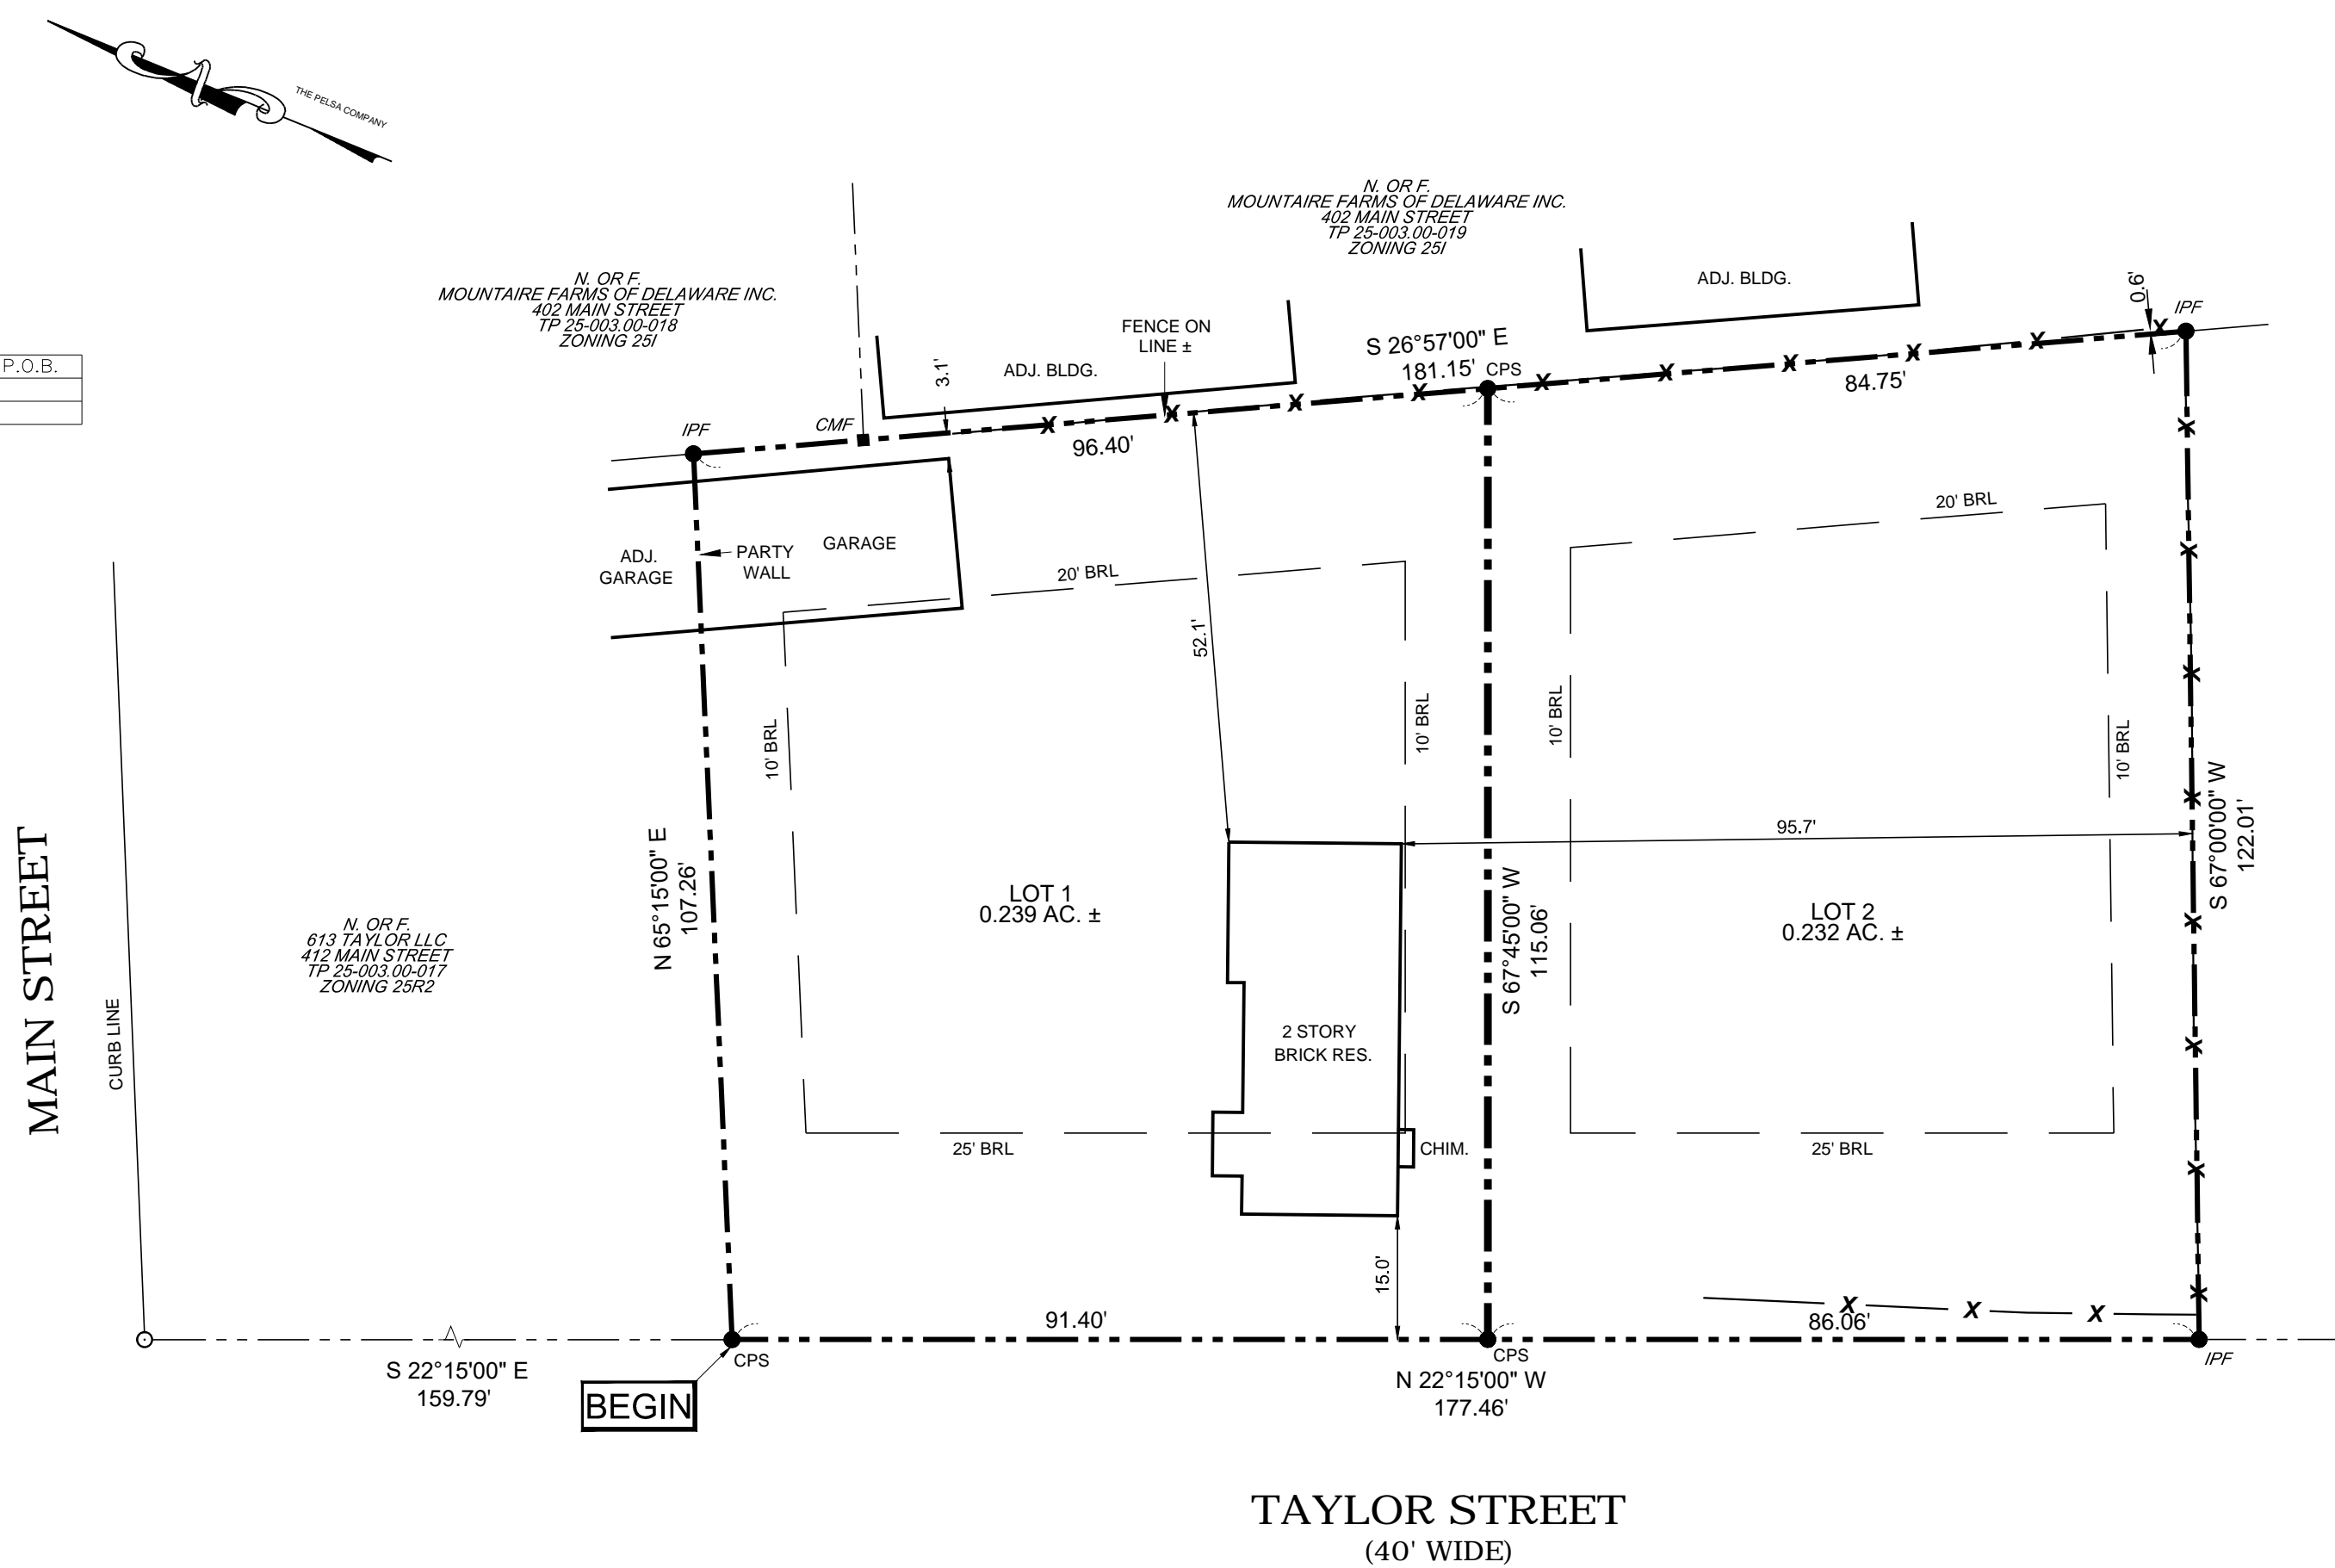 THE PELSA COMPANY
P.O.B.
N. OR F.
MOUNTAIRE FARMS OF DELAWARE INC.
402 MAIN STREET
TP 25-003.00-019
ZONING 25I
N. OR F.
MOUNTAIRE FARMS OF DELAWARE INC.
402 MAIN STREET
TP 25-003.00-018
ZONING 25I
ADJ. BLDG.
0.6'
IPF
FENCE ON
LINE ±
S 26°57'00" E
181.15'
CPS
84.75'
ADJ. BLDG.
3.1'
CMF
IPF
96.40'
X X X X X X X X X X
ADJ.
GARAGE
PARTY
WALL
GARAGE
20' BRL
20' BRL
52.1'
10' BRL
10' BRL
10' BRL
10' BRL
95.7'
X X X X X X X X
S 67°00'00" W
122.01'
N 65°15'00" E
107.26'
LOT 1
0.239 AC. ±
S 67°45'00" W
115.06'
LOT 2
0.232 AC. ±
MAIN STREET
CURB LINE
N. OR F.
613 TAYLOR LLC
412 MAIN STREET
TP 25-003.00-017
ZONING 25R2
2 STORY
BRICK RES.
25' BRL
CHIM.
25' BRL
15.0'
91.40'
X X X
86.06'
S 22°15'00" E
159.79'
CPS
BEGIN
CPS
N 22°15'00" W
177.46'
IPF
TAYLOR STREET
(40' WIDE)